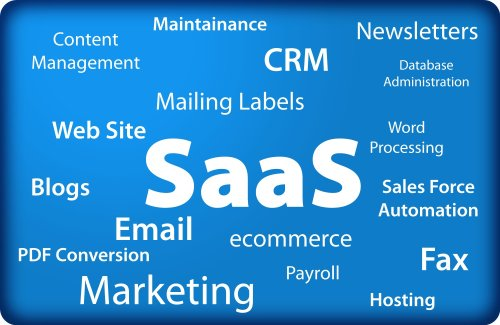 Maintainance
Newsletters
Content
Management
CRM
Database
Administration
Mailing Labels
Web Site
Word
Processing
SaaS
Blogs
Sales Force
Automation
Email
ecommerce
PDF Conversion
Fax
Payroll
Marketing
Hosting